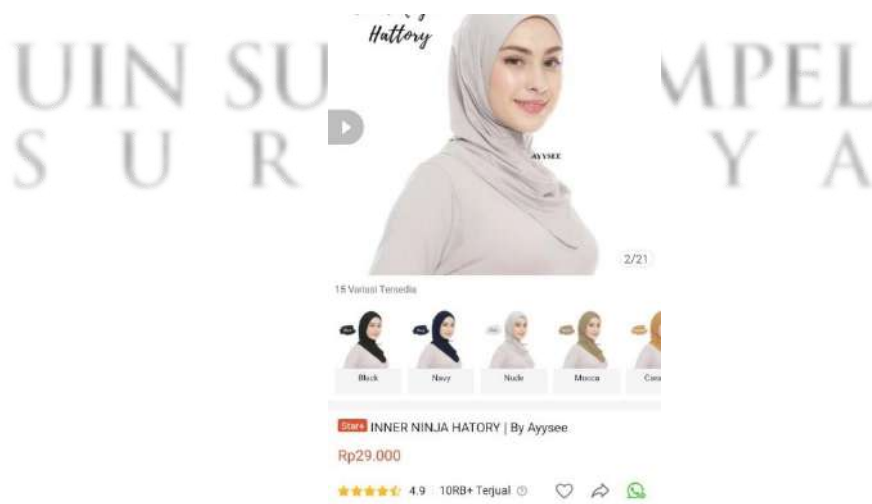 Hattory
UIN SU MPEL
S U R Y A
AYYSEE
2/21
15 Variasi Tersedia
Black Navy Nude Mocca
Star+ INNER NINJA HATORY | By Ayysee
Rp29.000
4.9 10RB+ Terjual